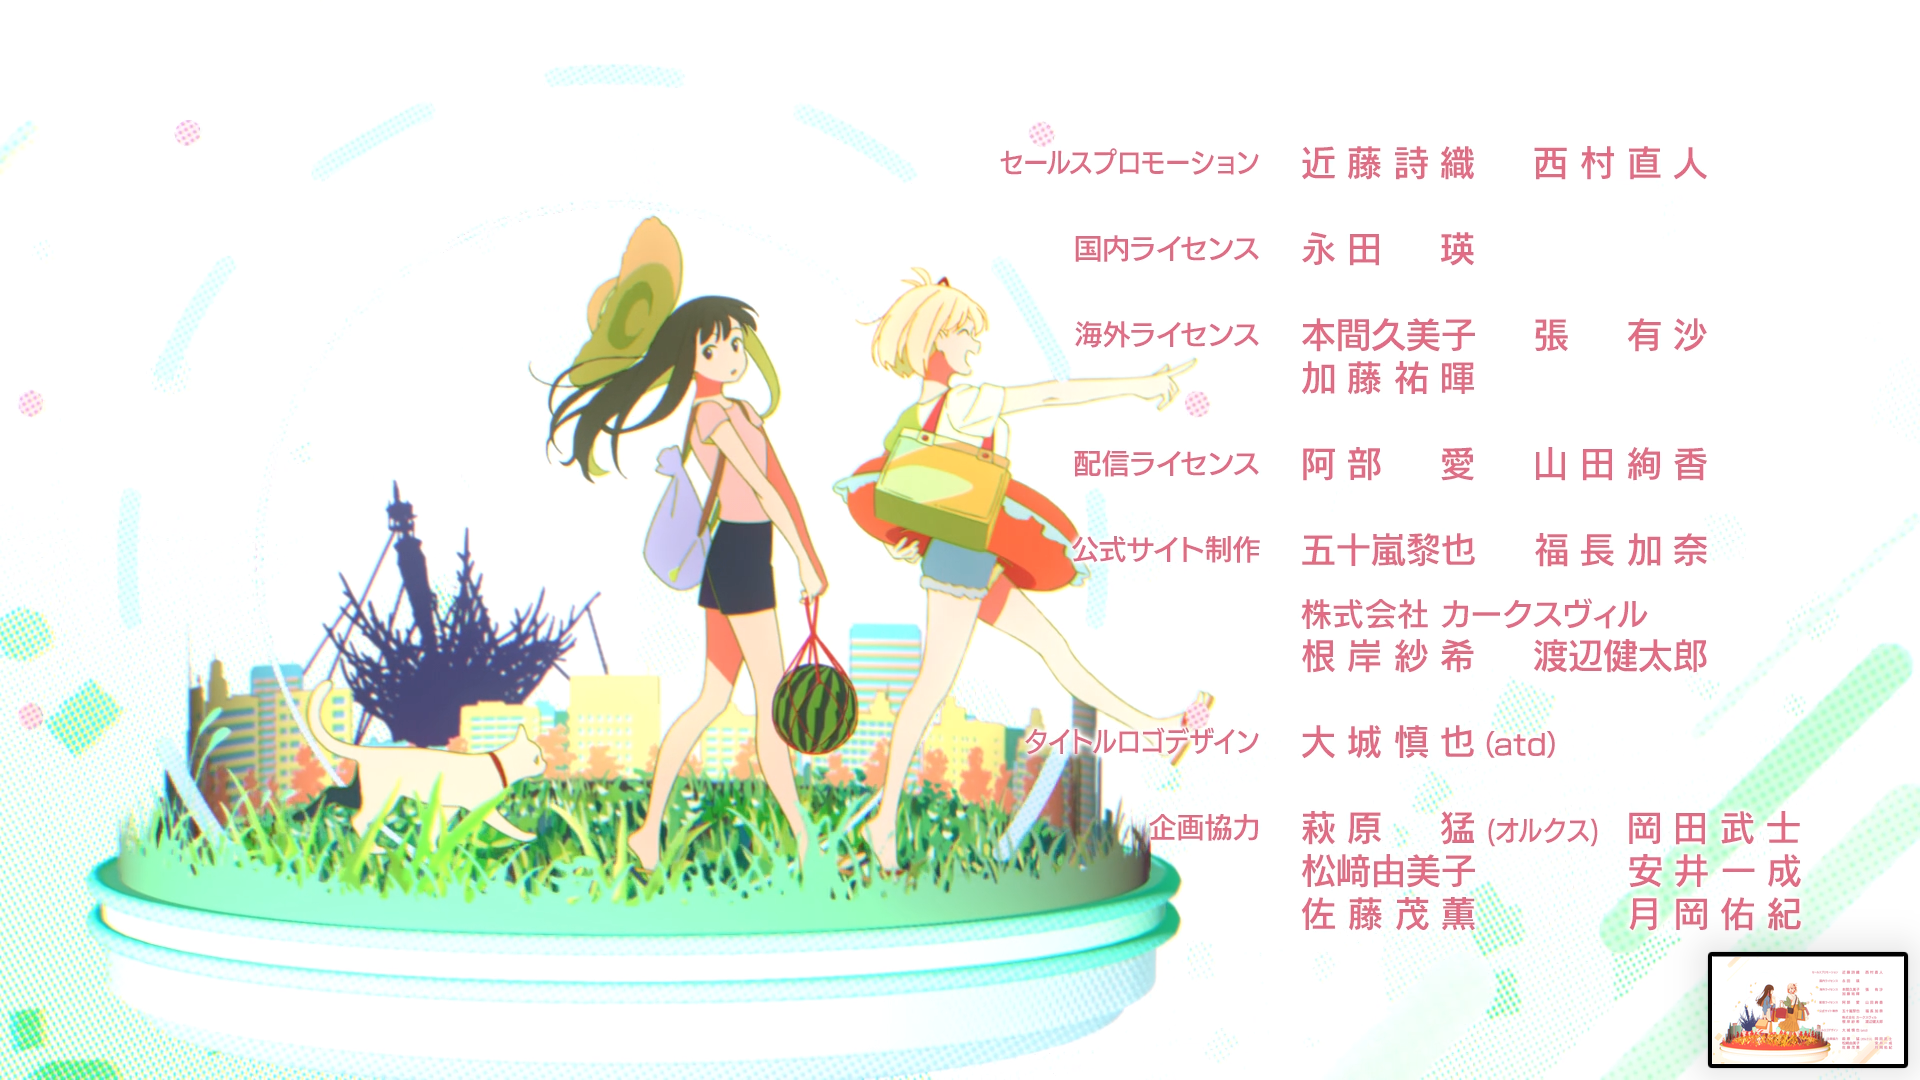 セールスプロモーション 近藤詩織 西村直人
国内ライセンス 永田 瑛
海外ライセンス 本間久美子 張 有沙
加藤祐暉
配信ライセンス 阿部 愛 山田絢香
公式サイト制作 五十嵐黎也 福長加奈
株式会社 カークスヴィル
根岸紗希 渡辺健太郎
タイトルロゴデザイン 大城慎也(atd)
企画協力 萩原 猛(オルクス) 岡田武士
松﨑由美子 安井一成
佐藤茂薫 月岡佑紀